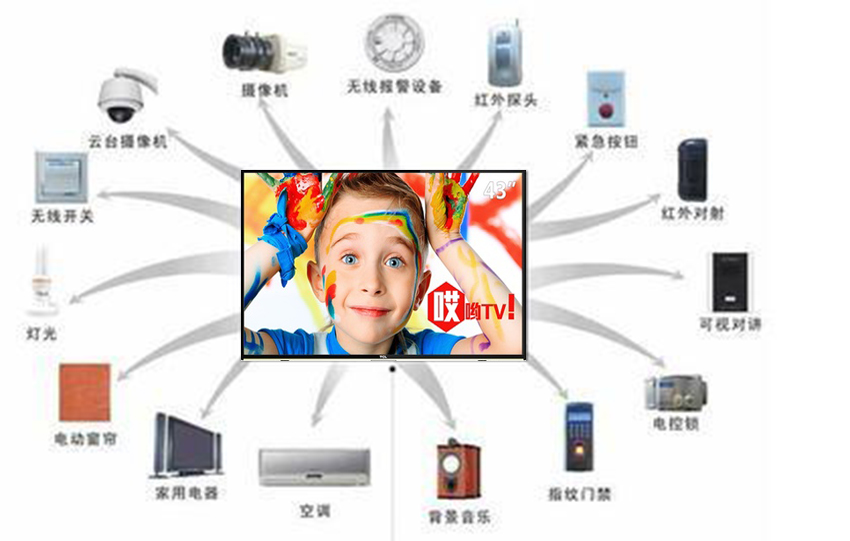 无线报警设备
摄像机
红外探头
云台摄像机
紧急按钮
43”
无线开关
红外对射
哎呦TV!
可视对讲
灯光
TCL
电控锁
电动窗帘
家用电器
指纹门禁
空调
背景音乐